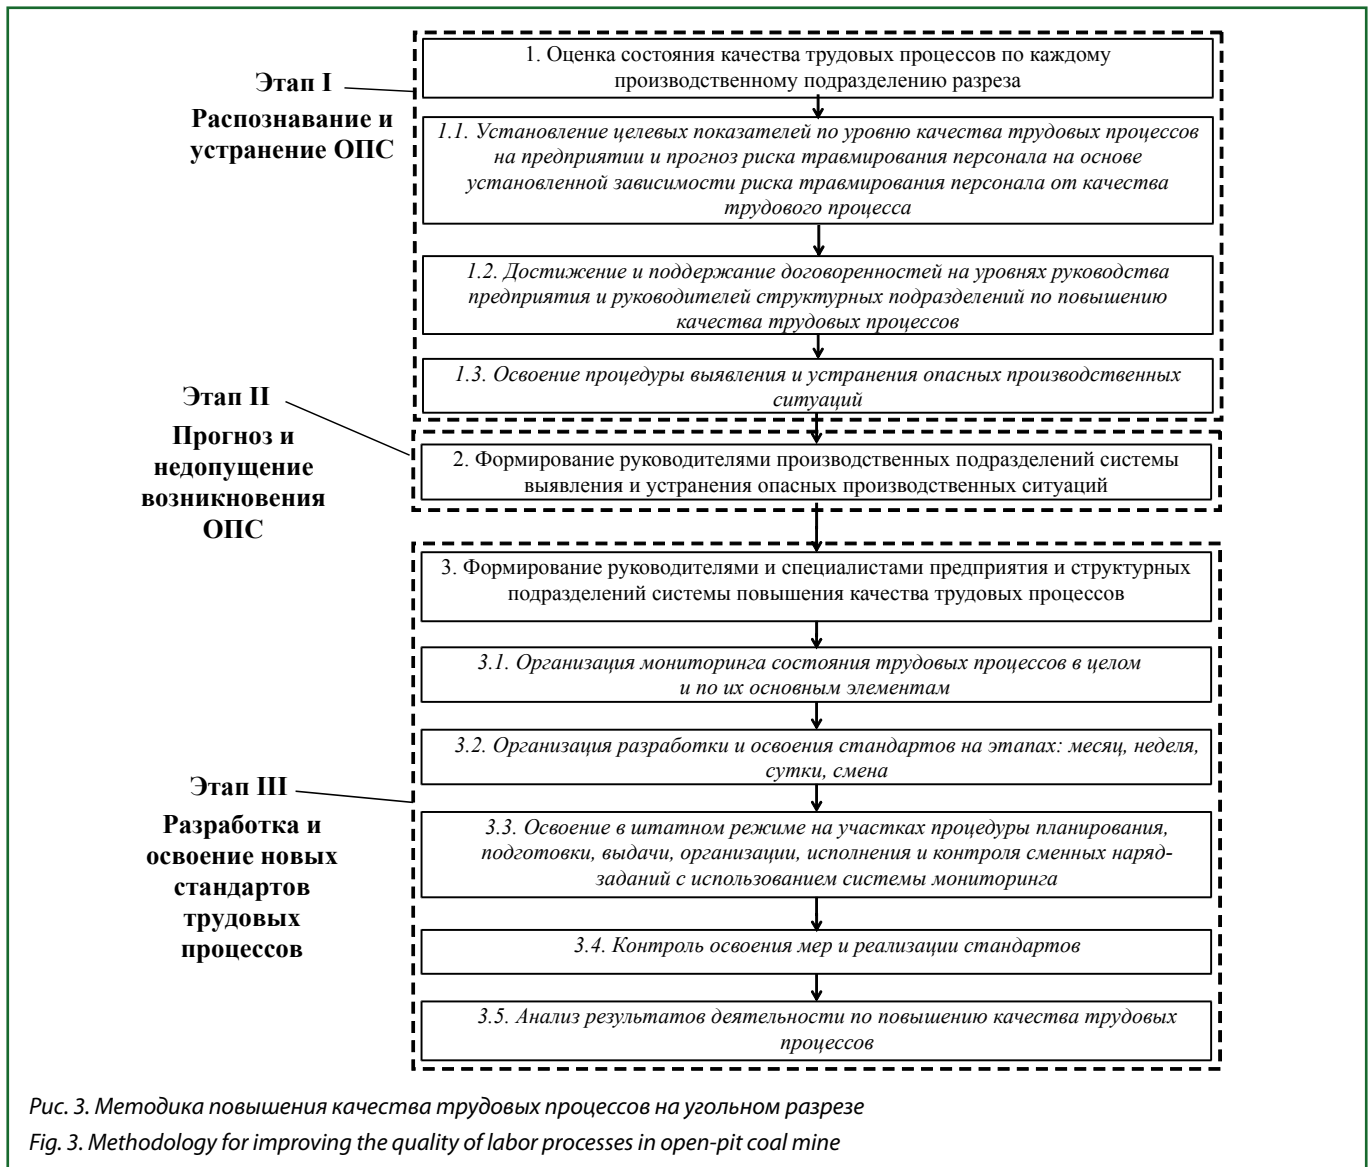 Этап I
Распознавание и
устранение ОПС
1. Оценка состояния качества трудовых процессов по каждому
производственному подразделению разреза
1.1. Установление целевых показателей по уровню качества трудовых процессов
на предприятии и прогноз риска травмирования персонала на основе
установленной зависимости риска травмирования персонала от качества
трудового процесса
1.2. Достижение и поддержание договоренностей на уровнях руководства
предприятия и руководителей структурных подразделений по повышению
качества трудовых процессов
1.3. Освоение процедуры выявления и устранения опасных производственных
ситуаций
Этап II
Прогноз и
недопущение
возникновения
ОПС
2. Формирование руководителями производственных подразделений системы
выявления и устранения опасных производственных ситуаций
Этап III
Разработка и
освоение новых
стандартов
трудовых
процессов
3. Формирование руководителями и специалистами предприятия и структурных
подразделений системы повышения качества трудовых процессов
3.1. Организация мониторинга состояния трудовых процессов в целом
и по их основным элементам
3.2. Организация разработки и освоения стандартов на этапах: месяц, неделя,
сутки, смена
3.3. Освоение в штатном режиме на участках процедуры планирования,
подготовки, выдачи, организации, исполнения и контроля сменных наряд-
заданий с использованием системы мониторинга
3.4. Контроль освоения мер и реализации стандартов
3.5. Анализ результатов деятельности по повышению качества трудовых
процессов
Рис. 3. Методика повышения качества трудовых процессов на угольном разрезе
Fig. 3. Methodology for improving the quality of labor processes in open-pit coal mine